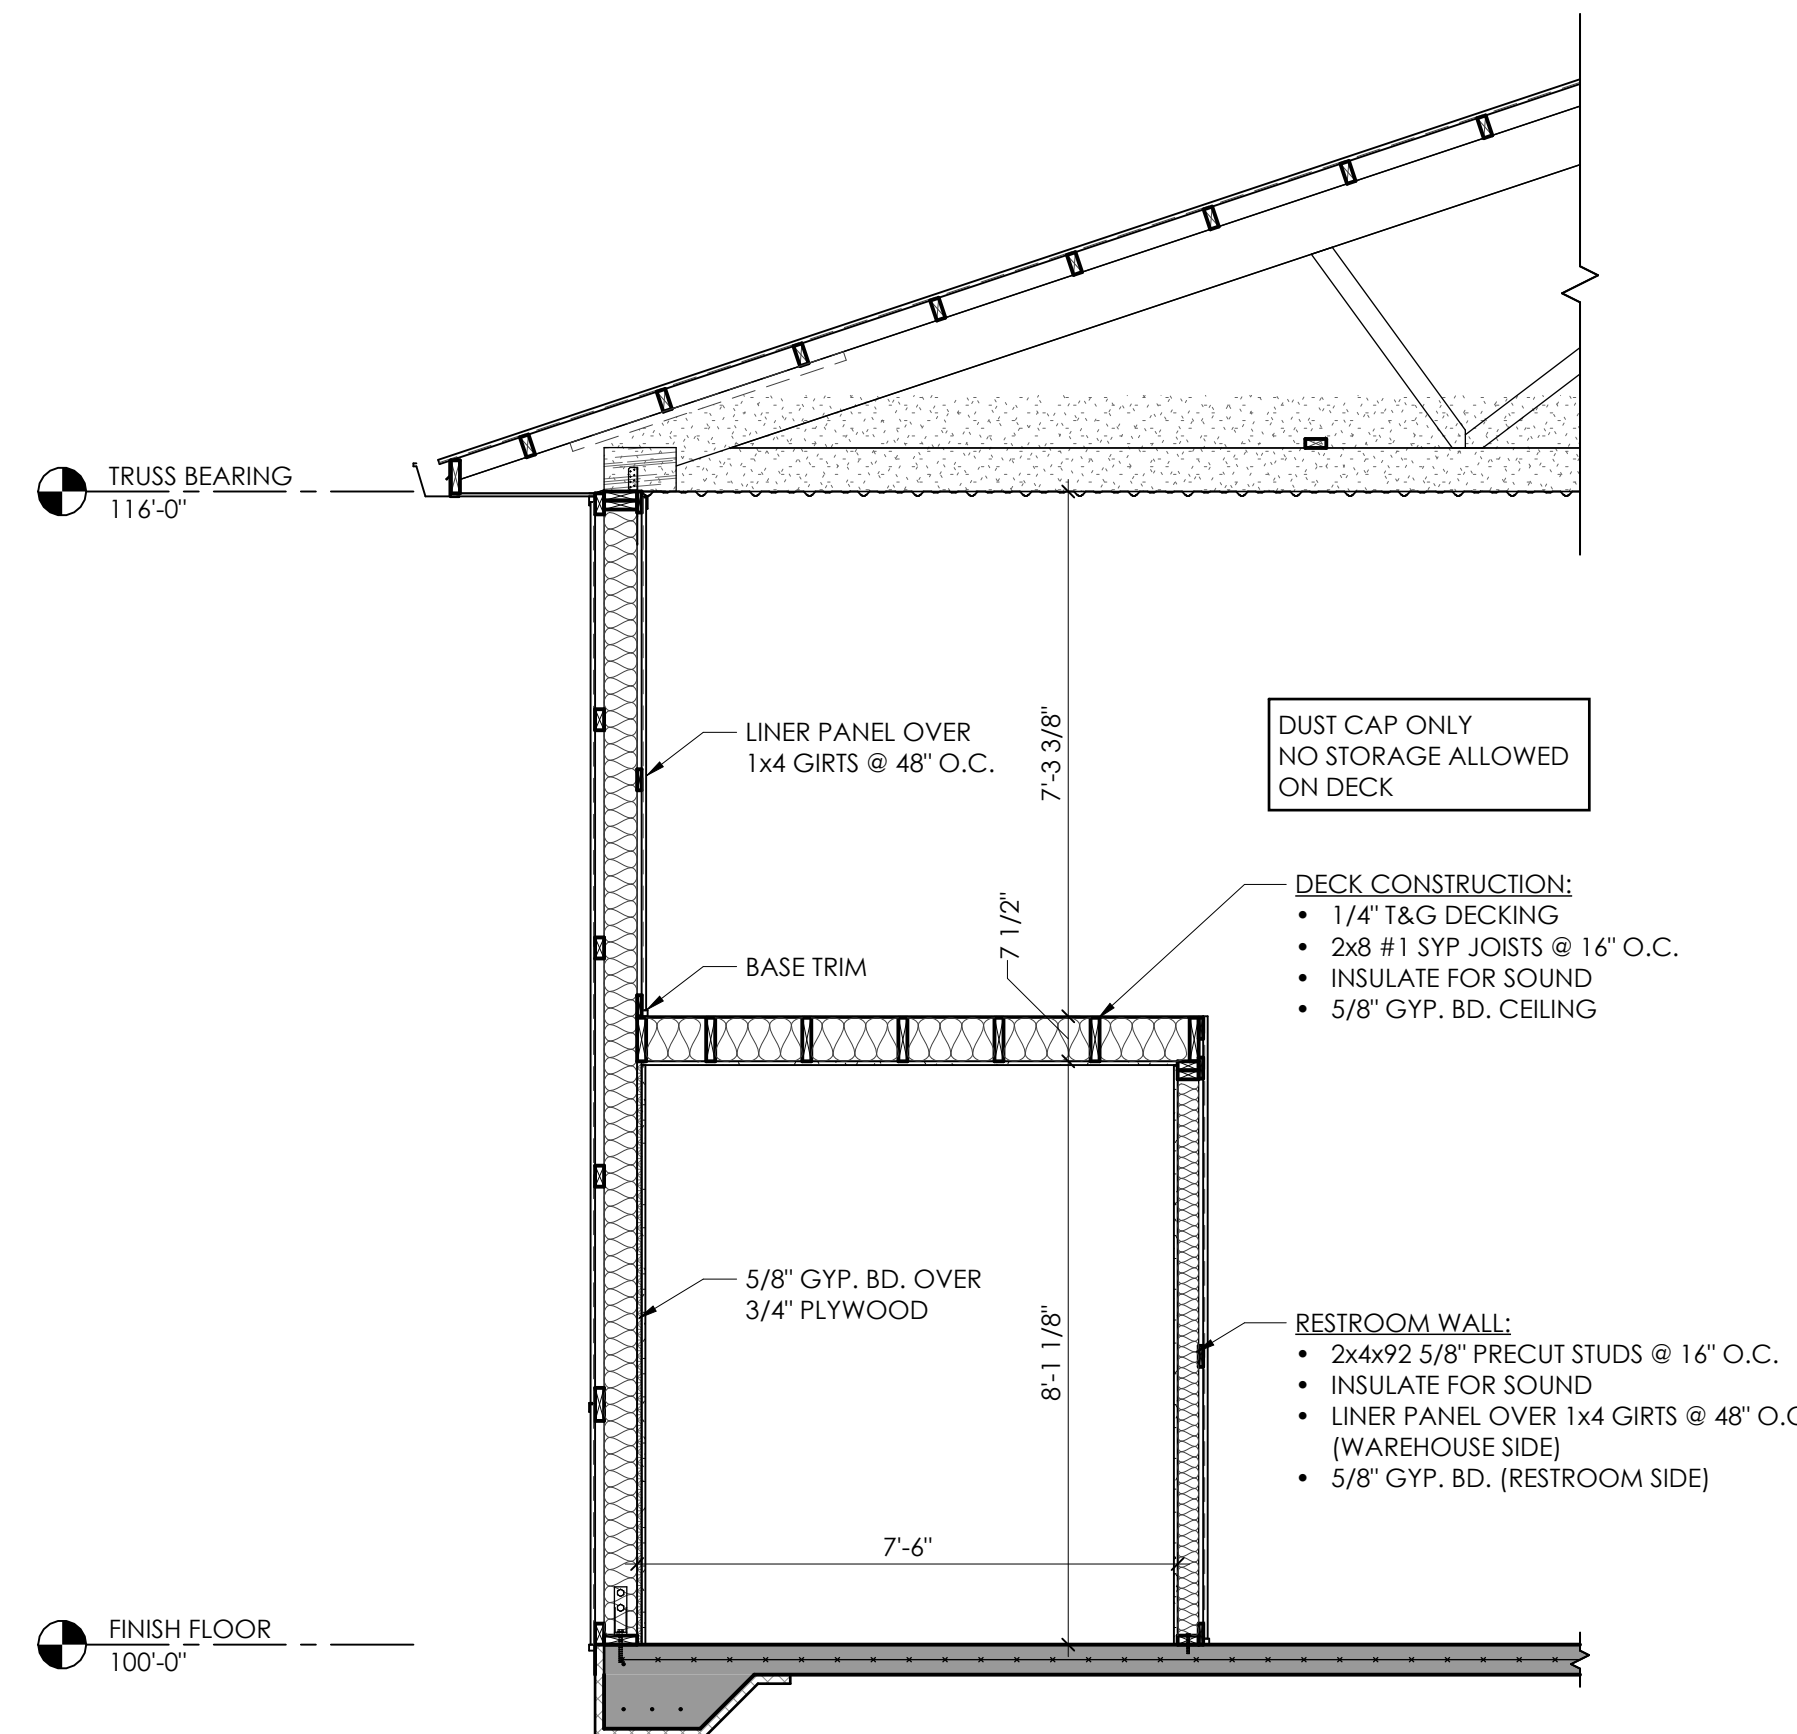 TRUSS BEARING
116'-0"
LINER PANEL OVER
1x4 GIRTS @ 48" O.C.
7'-3 3/8"
DUST CAP ONLY
NO STORAGE ALLOWED
ON DECK
7 1/2"
BASE TRIM
DECK CONSTRUCTION:
• 1/4" T&G DECKING
• 2x8 #1 SYP JOISTS @ 16" O.C.
• INSULATE FOR SOUND
• 5/8" GYP. BD. CEILING
5/8" GYP. BD. OVER
3/4" PLYWOOD
8'-1 1/8"
RESTROOM WALL:
• 2x4x92 5/8" PRECUT STUDS @ 16" O.C.
• INSULATE FOR SOUND
• LINER PANEL OVER 1x4 GIRTS @ 48" O.C
(WAREHOUSE SIDE)
• 5/8" GYP. BD. (RESTROOM SIDE)
7'-6"
FINISH FLOOR
100'-0"